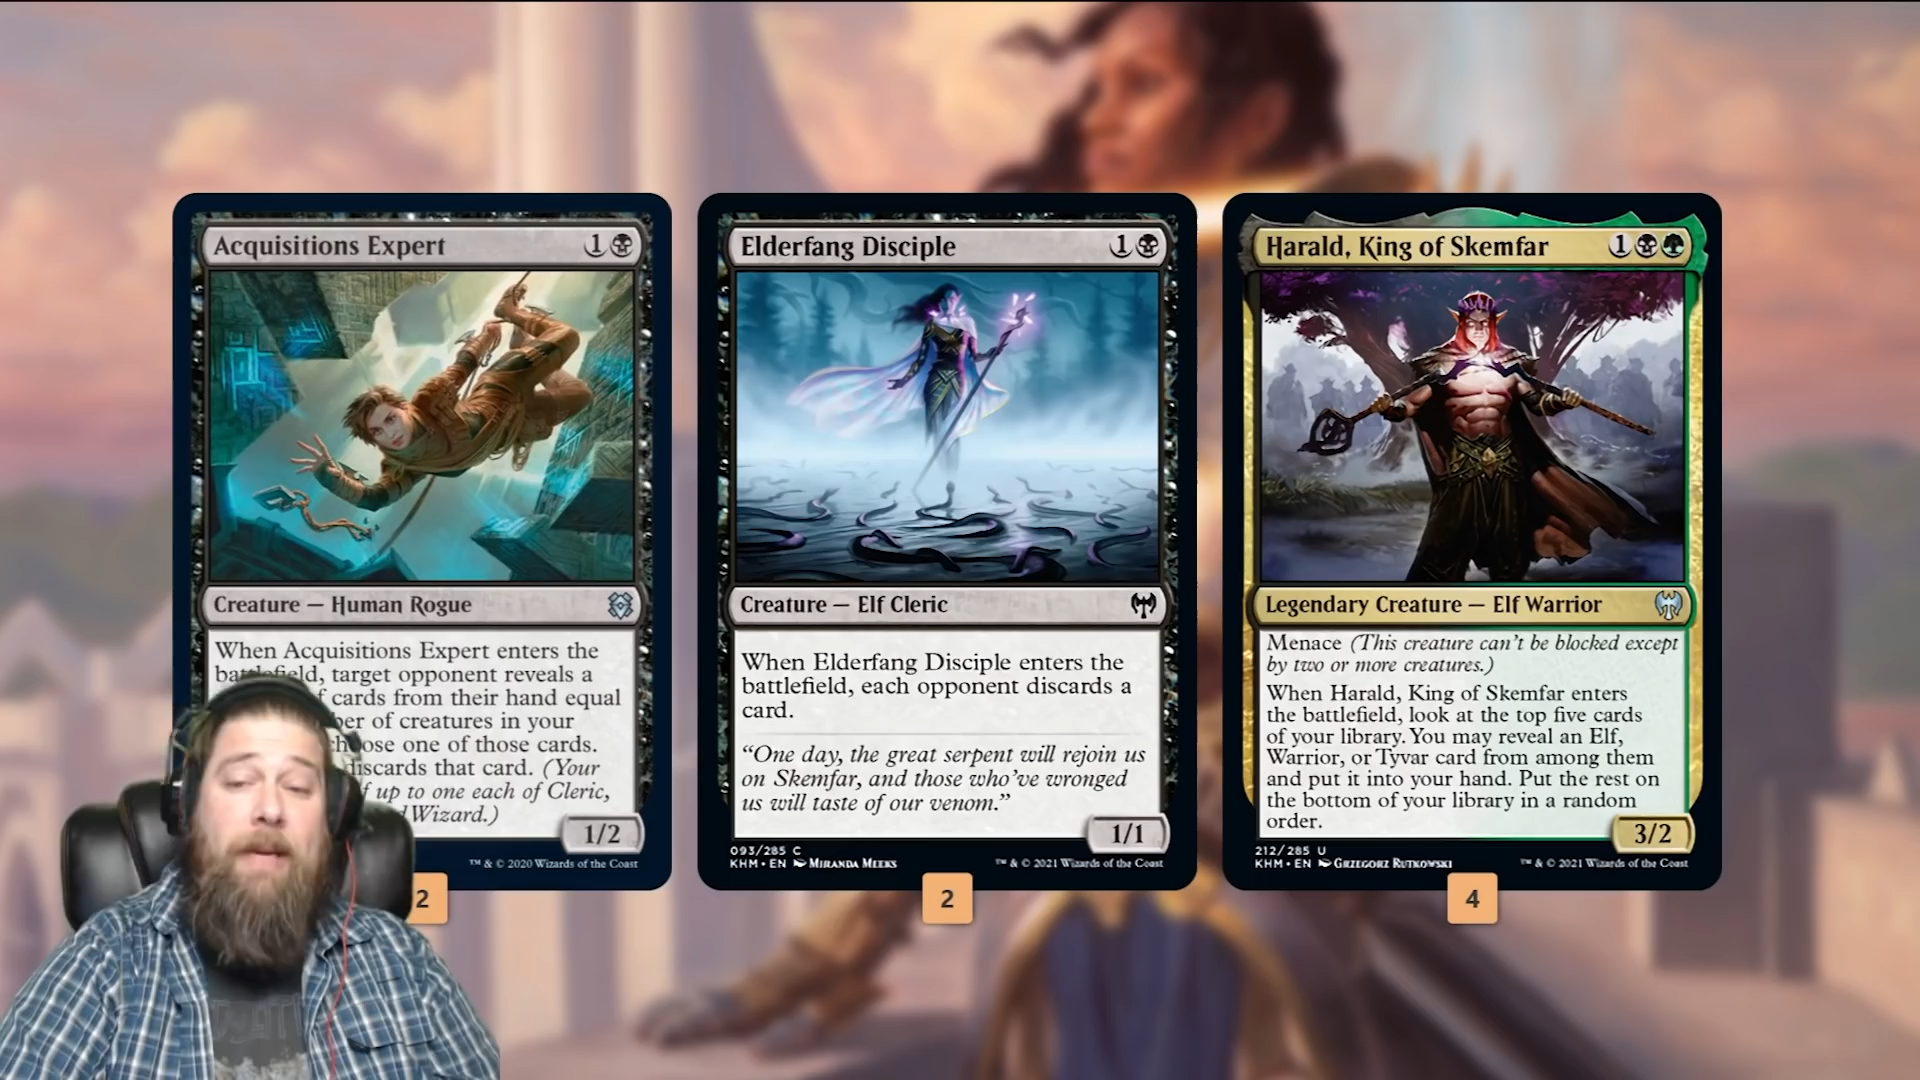 Acquisitions Expert
1
Creature — Human Rogue
When Acquisitions Expert enters the
battlefield, target opponent reveals a
of cards from their hand equal
of creatures in your
choose one of those cards.
discards that card. (Your
up to one each of Cleric,
Wizard.)
1/2
™ & © 2020 Wizards of the Coast
2
Elderfang Disciple
1
Creature — Elf Cleric
When Elderfang Disciple enters the
battlefield, each opponent discards a
card.
“One day, the great serpent will rejoin us
on Skemfar, and those who’ve wronged
us will taste of our venom.”
1/1
093/285 C
KHM • EN MIRANDA MEEKS
™ & © 2021 Wizards of the Coast
2
Harald, King of Skemfar
1
Legendary Creature — Elf Warrior
Menace (This creature can’t be blocked except
by two or more creatures.)
When Harald, King of Skemfar enters
the battlefield, look at the top five cards
of your library. You may reveal an Elf,
Warrior, or Tyvar card from among them
and put it into your hand. Put the rest on
the bottom of your library in a random
order.
3/2
212/285 U
KHM • EN GRZEGORZ RUTKOWSKI
™ & © 2021 Wizards of the Coast
4